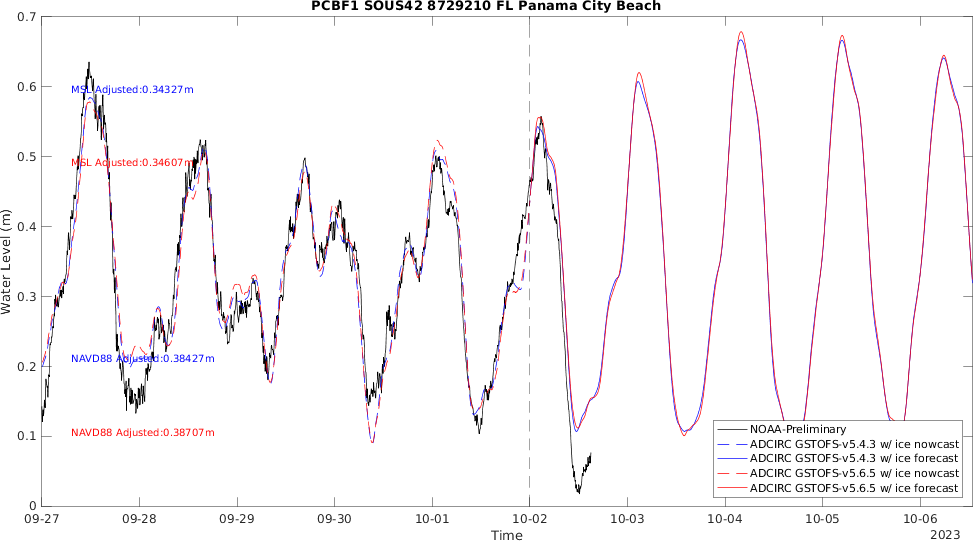 PCBF1 SOUS42 8729210 FL Panama City Beach
0.7
0.6
0.5
0.4
0.3
0.2
0.1
0
Water Level (m)
MSL Adjusted:0.34327m
MSL Adjusted:0.34607m
NAVD88 Adjusted:0.38427m
NAVD88 Adjusted:0.38707m
NOAA-Preliminary
ADCIRC GSTOFS-v5.4.3 w/ ice nowcast
ADCIRC GSTOFS-v5.4.3 w/ ice forecast
ADCIRC GSTOFS-v5.6.5 w/ ice nowcast
ADCIRC GSTOFS-v5.6.5 w/ ice forecast
09-27 09-28 09-29 09-30 10-01 10-02 10-03 10-04 10-05 10-06
Time
2023